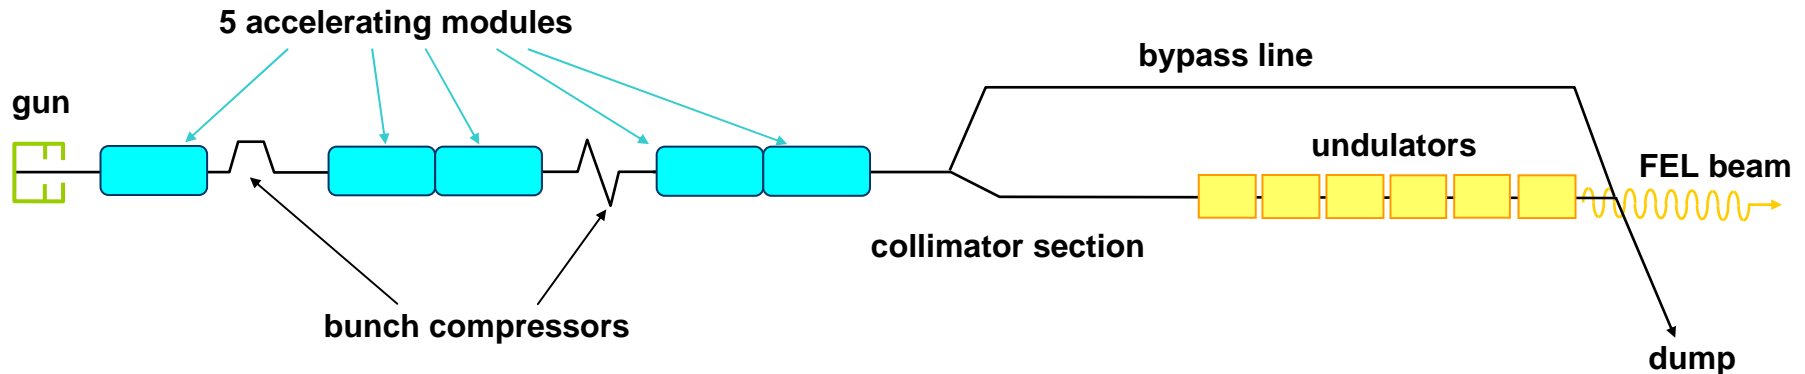 5 accelerating modules
bypass line
gun
undulators
FEL beam
collimator section
bunch compressors
dump